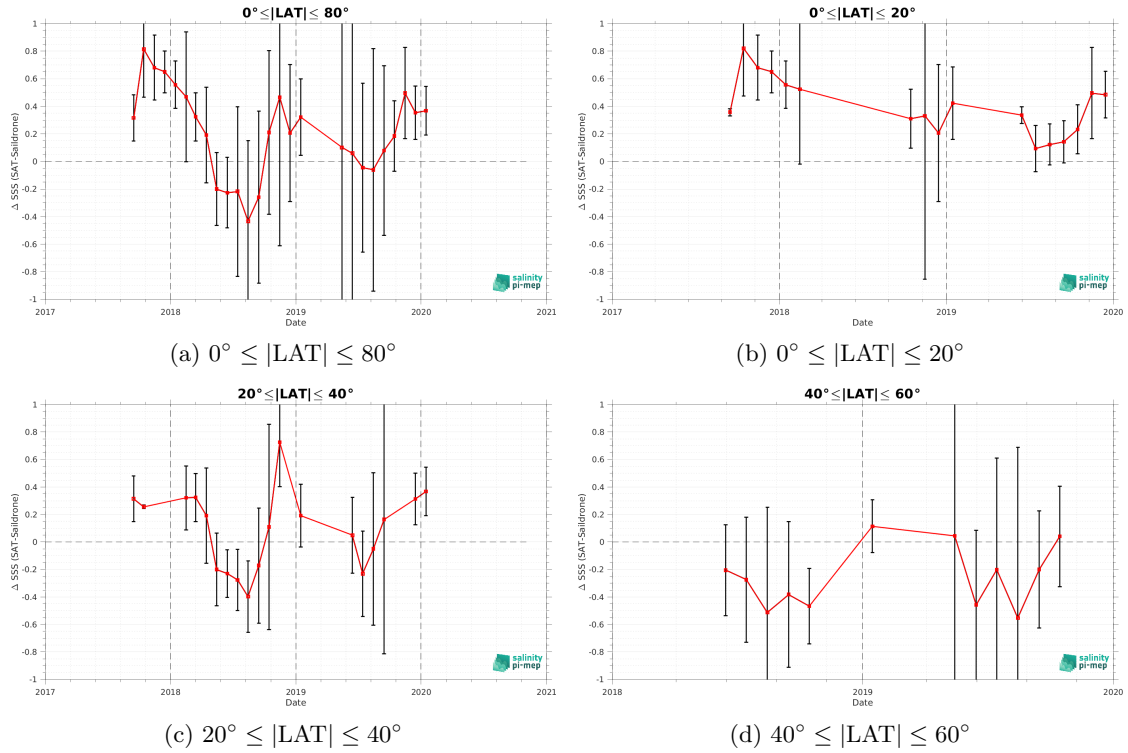 0°≤|LAT|≤ 80°
1
0.8
0.6
0.4
0.2
0
-0.2
-0.4
-0.6
-0.8
-1
Δ SSS (SAT-Saildrone)
2017
2018
2019
2020
2021
Date
salinity
pi-mep
(a) 0° ≤ |LAT| ≤ 80°
0°≤|LAT|≤ 20°
1
0.8
0.6
0.4
0.2
0
-0.2
-0.4
-0.6
-0.8
-1
Δ SSS (SAT-Saildrone)
2017
2018
2019
2020
Date
salinity
pi-mep
(b) 0° ≤ |LAT| ≤ 20°
20°≤|LAT|≤ 40°
1
0.8
0.6
0.4
0.2
0
-0.2
-0.4
-0.6
-0.8
-1
Δ SSS (SAT-Saildrone)
2017
2018
2019
2020
2021
Date
salinity
pi-mep
(c) 20° ≤ |LAT| ≤ 40°
40°≤|LAT|≤ 60°
1
0.8
0.6
0.4
0.2
0
-0.2
-0.4
-0.6
-0.8
-1
Δ SSS (SAT-Saildrone)
2018
2019
2020
Date
salinity
pi-mep
(d) 40° ≤ |LAT| ≤ 60°